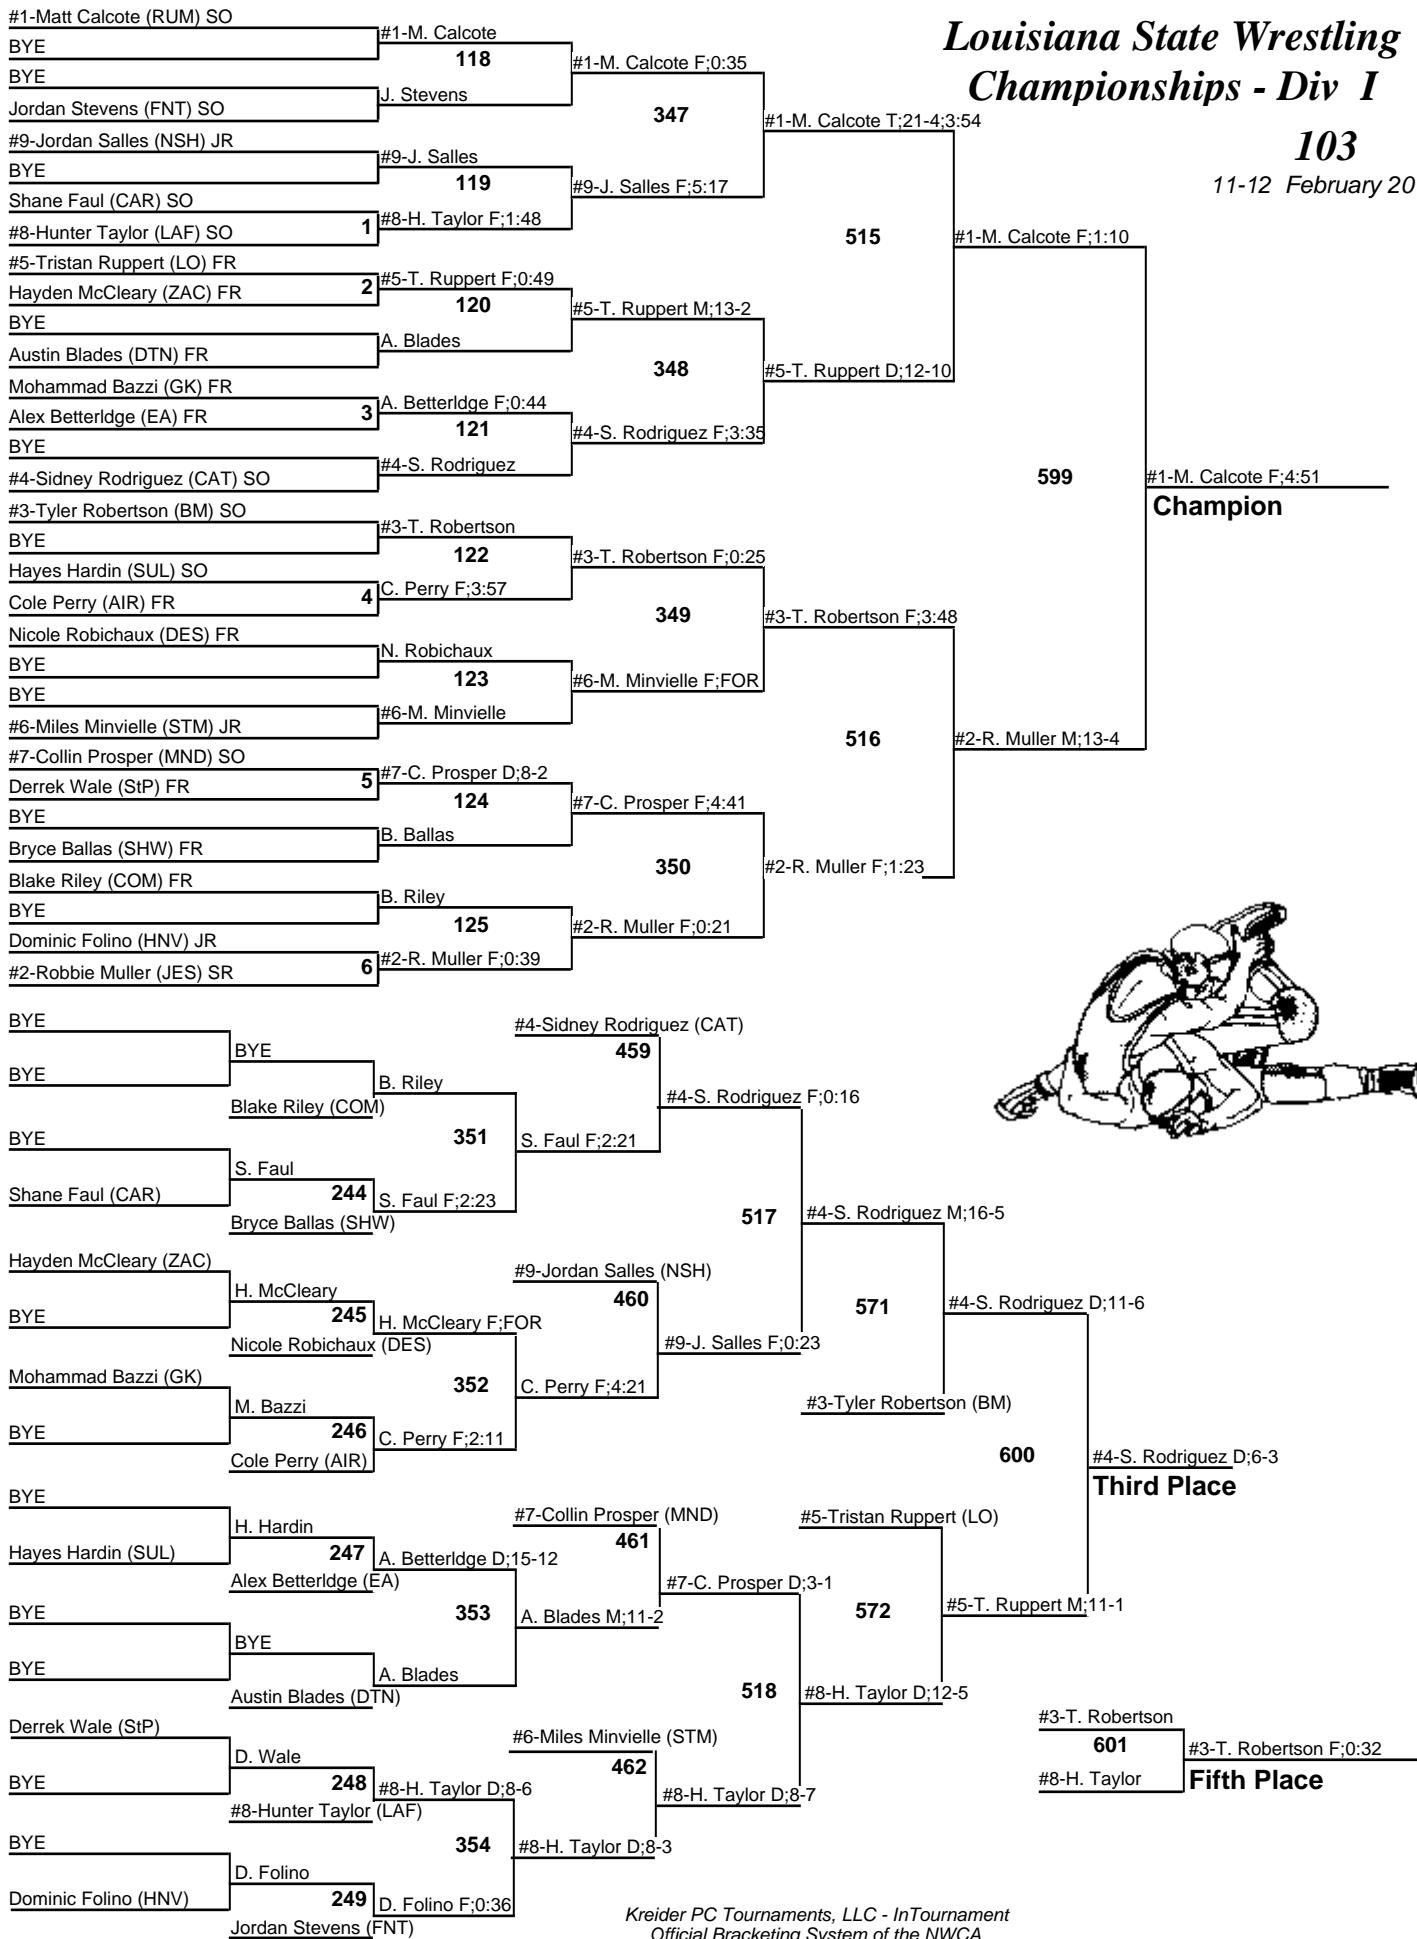 Louisiana State Wrestling
Championships - Div I
103
11-12 February 20
#1-Matt Calcote (RUM) SO
BYE
BYE
Jordan Stevens (FNT) SO
#9-Jordan Salles (NSH) JR
BYE
Shane Faul (CAR) SO
#8-Hunter Taylor (LAF) SO
1
#5-Tristan Ruppert (LO) FR
Hayden McCleary (ZAC) FR
2
BYE
Austin Blades (DTN) FR
Mohammad Bazzi (GK) FR
Alex Betterldge (EA) FR
3
BYE
#4-Sidney Rodriguez (CAT) SO
#3-Tyler Robertson (BM) SO
BYE
Hayes Hardin (SUL) SO
Cole Perry (AIR) FR
4
Nicole Robichaux (DES) FR
BYE
BYE
#6-Miles Minvielle (STM) JR
#7-Collin Prosper (MND) SO
Derrek Wale (StP) FR
5
BYE
Bryce Ballas (SHW) FR
Blake Riley (COM) FR
BYE
Dominic Folino (HNV) JR
#2-Robbie Muller (JES) SR
6
#1-M. Calcote
118
J. Stevens
#9-J. Salles
119
#8-H. Taylor F;1:48
#5-T. Ruppert F;0:49
120
A. Blades
A. Betterldge F;0:44
121
#4-S. Rodriguez
#3-T. Robertson
122
C. Perry F;3:57
N. Robichaux
123
#6-M. Minvielle
#7-C. Prosper D;8-2
124
B. Ballas
B. Riley
125
#2-R. Muller F;0:39
#1-M. Calcote F;0:35
347
#9-J. Salles F;5:17
#5-T. Ruppert M;13-2
348
#4-S. Rodriguez F;3:35
#3-T. Robertson F;0:25
349
#6-M. Minvielle F;FOR
#7-C. Prosper F;4:41
350
#2-R. Muller F;0:21
#1-M. Calcote T;21-4;3:54
515
#5-T. Ruppert D;12-10
#3-T. Robertson F;3:48
516
#2-R. Muller F;1:23
#1-M. Calcote F;1:10
599
#2-R. Muller M;13-4
#1-M. Calcote F;4:51
Champion
BYE
BYE
BYE
Shane Faul (CAR)
Hayden McCleary (ZAC)
BYE
Mohammad Bazzi (GK)
BYE
BYE
Hayes Hardin (SUL)
BYE
BYE
Derrek Wale (StP)
BYE
BYE
Dominic Folino (HNV)
BYE
Blake Riley (COM)
S. Faul
244
Bryce Ballas (SHW)
H. McCleary
245
Nicole Robichaux (DES)
M. Bazzi
246
Cole Perry (AIR)
H. Hardin
247
Alex Betterldge (EA)
BYE
Austin Blades (DTN)
D. Wale
248
#8-Hunter Taylor (LAF)
D. Folino
249
Jordan Stevens (FNT)
B. Riley
351
S. Faul F;2:23
H. McCleary F;FOR
352
C. Perry F;2:11
A. Betterldge D;15-12
353
A. Blades
#8-H. Taylor D;8-6
354
D. Folino F;0:36
#4-Sidney Rodriguez (CAT)
459
S. Faul F;2:21
#9-Jordan Salles (NSH)
460
C. Perry F;4:21
#7-Collin Prosper (MND)
461
A. Blades M;11-2
#6-Miles Minvielle (STM)
462
#8-H. Taylor D;8-3
#4-S. Rodriguez F;0:16
517
#9-J. Salles F;0:23
#7-C. Prosper D;3-1
518
#8-H. Taylor D;8-7
#4-S. Rodriguez M;16-5
571
#3-Tyler Robertson (BM)
#5-Tristan Ruppert (LO)
572
#8-H. Taylor D;12-5
#4-S. Rodriguez D;11-6
600
#5-T. Ruppert M;11-1
#4-S. Rodriguez D;6-3
Third Place
#3-T. Robertson
601
#8-H. Taylor
#3-T. Robertson F;0:32
Fifth Place
Kreider PC Tournaments, LLC - InTournament
Official Bracketing System of the NWCA